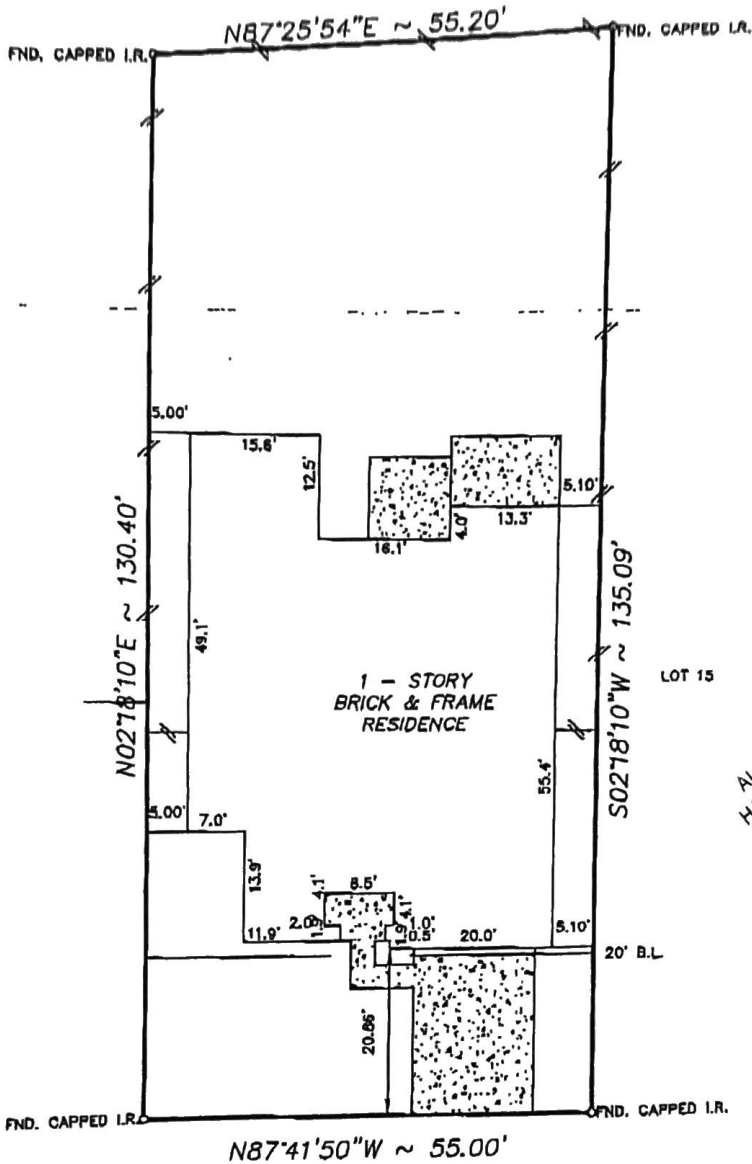 N87°25'54"E ~ 55.20'
FND. CAPPED I.R.
FND. CAPPED I.R.
5.00'
15.6'
12.5'
16.1'
4.0'
13.3'
5.10'
N02°18'10"E ~ 130.40'
49.1'
1 - STORY
BRICK & FRAME
RESIDENCE
S02°18'10"W ~ 135.09'
LOT 15
55.4'
5.00'
7.0'
13.9'
4.1'
8.5'
4.1'
2.0'
1.9'
1.9'
1.0'
0.5'
11.9'
20.0'
5.10'
20' B.L.
20.86'
FND. CAPPED I.R.
FND. CAPPED I.R.
N87°41'50"W ~ 55.00'